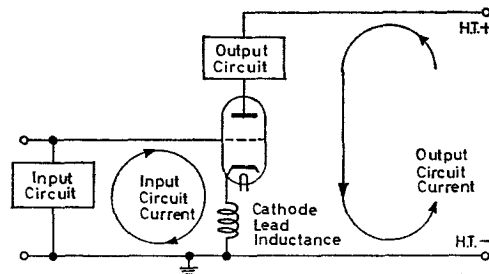 Output
Circuit
H.T.+
Input
Circuit
Input
Circuit
Current
Cathode
Lead
Inductance
Output
Circuit
Current
H.T.-